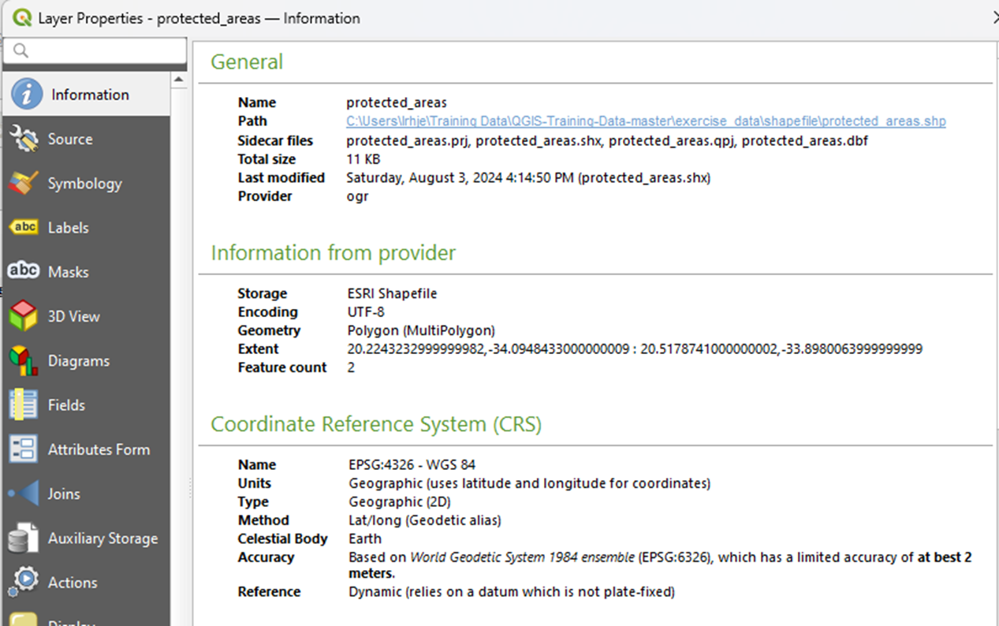 Layer Properties - protected_areas — Information
Information
Source
Symbology
abc Labels
abc Masks
3D View
Diagrams
Fields
Attributes Form
Joins
Auxiliary Storage
Actions
Display
General
Name protected_areas
Path C:\Users\lrhje\Training Data\QGIS-Training-Data-master\exercise_data\shapefile\protected_areas.shp
Sidecar files protected_areas.prj, protected_areas.shx, protected_areas.qpj, protected_areas.dbf
Total size 11 KB
Last modified Saturday, August 3, 2024 4:14:50 PM (protected_areas.shx)
Provider ogr
Information from provider
Storage ESRI Shapefile
Encoding UTF-8
Geometry Polygon (MultiPolygon)
Extent 20.2243232999999982,-34.0948433000000009 : 20.5178741000000002,-33.8980063999999999
Feature count 2
Coordinate Reference System (CRS)
Name EPSG:4326 - WGS 84
Units Geographic (uses latitude and longitude for coordinates)
Type Geographic (2D)
Method Lat/long (Geodetic alias)
Celestial Body Earth
Accuracy Based on World Geodetic System 1984 ensemble (EPSG:6326), which has a limited accuracy of at best 2
meters.
Reference Dynamic (relies on a datum which is not plate-fixed)